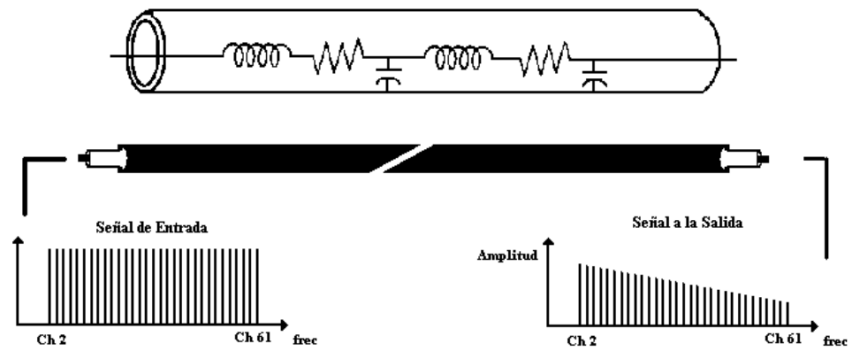 Señal de Entrada
Ch 2
Ch 61
frec
Señal a la Salida
Amplitud
Ch 2
Ch 61
frec